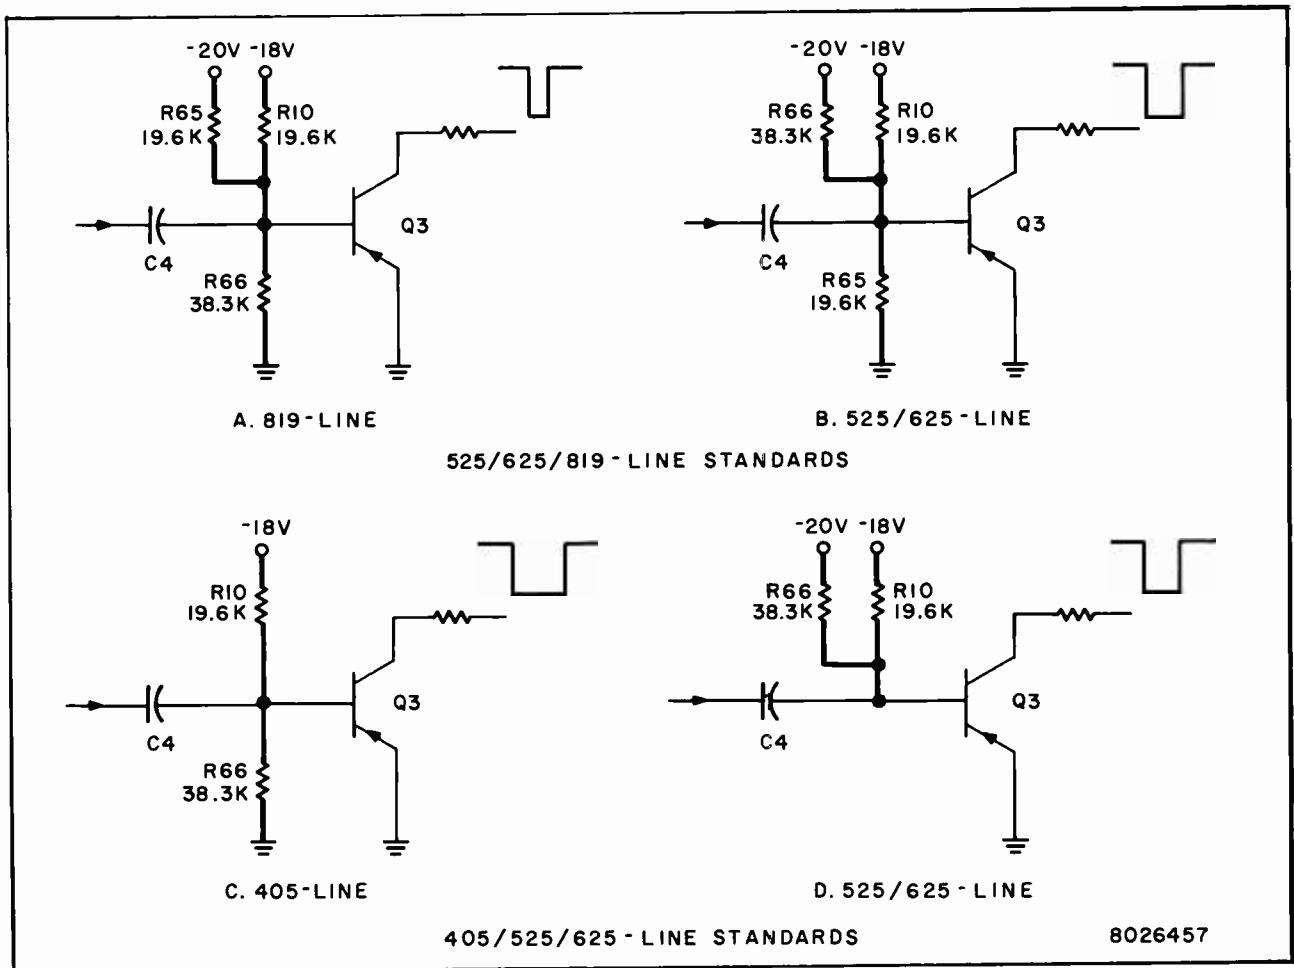 -20V -18V
R65
19.6K
R10
19.6K
C4
Q3
R66
38.3K
A. 819-LINE
-20V -18V
R66
38.3K
R10
19.6K
C4
Q3
R65
19.6K
B. 525/625-LINE
525/625/819-LINE STANDARDS
-18V
R10
19.6K
C4
Q3
R66
38.3K
C. 405-LINE
-20V -18V
R66
38.3K
R10
19.6K
C4
Q3
D. 525/625-LINE
405/525/625-LINE STANDARDS
8026457